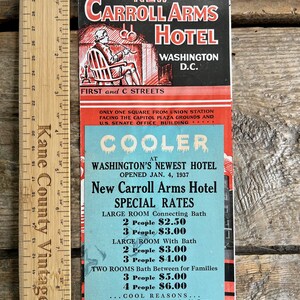 NEW
CARROLL ARMS
HOTEL
WASHINGTON
D.C.
FIRST and C STREETS
ONLY ONE SQUARE FROM UNION STATION
FACING THE CAPITOL PLAZA GROUNDS AND
U.S. SENATE OFFICE BUILDING
COOLER
AT
WASHINGTON'S NEWEST HOTEL
OPENED JAN. 4, 1937
New Carroll Arms Hotel
SPECIAL RATES
LARGE ROOM Connecting Bath
2 People $2.50
3 People $3.00
LARGE ROOM With Bath
2 People $3.00
3 People $4.00
TWO ROOMS Bath Between for Families
3 People $5.00
4 People $6.00
...COOL REASONS...
Kane County Vintage